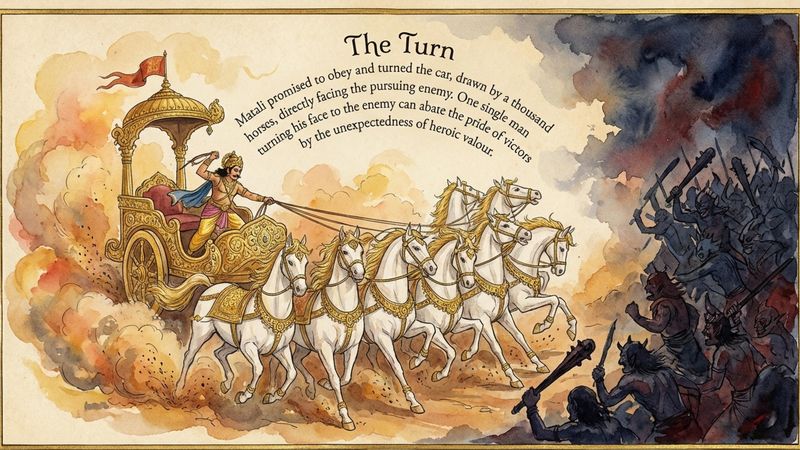 The Turn
Matali promised to obey and turned the car, drawn by a thousand
horses, directly facing the pursuing enemy. One single man
turning his face to the enemy can abate the pride of victors
by the unexpectedness of heroic valour.